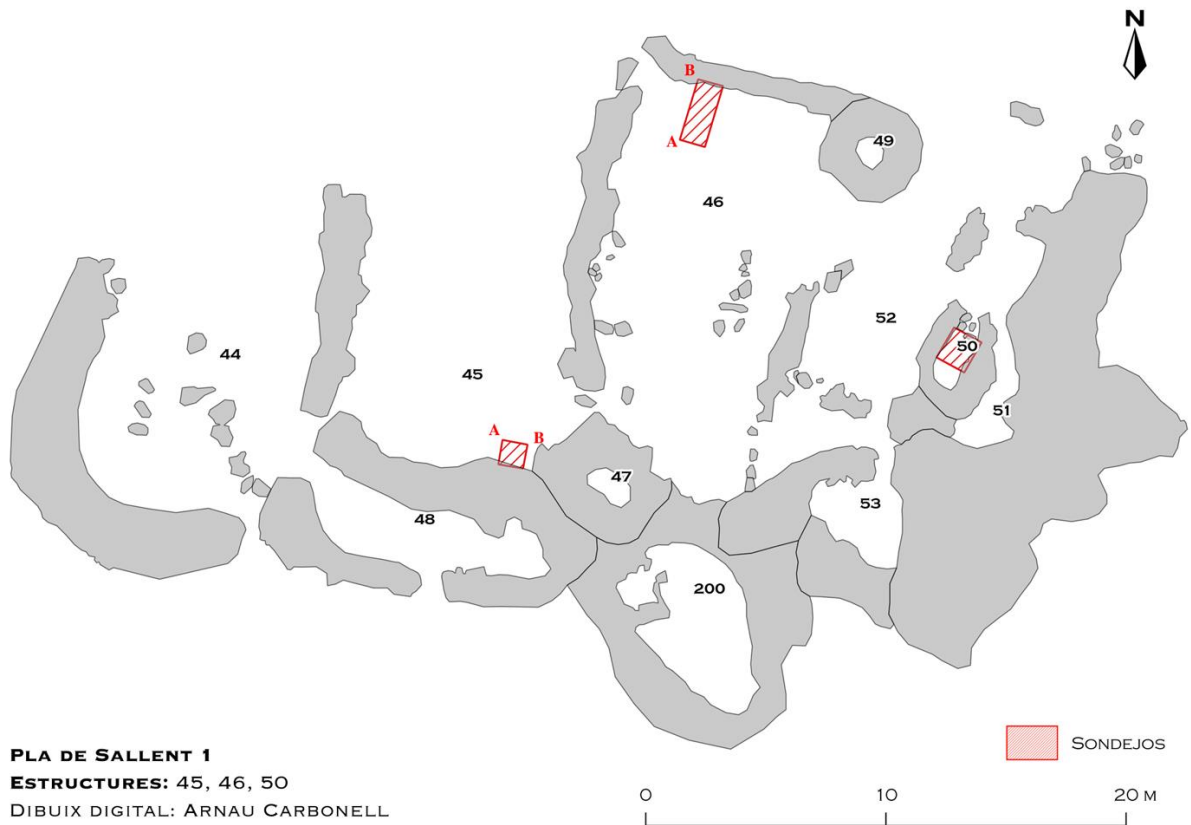 N
B
A
49
46
44
45
52
50
51
A
B
47
48
53
200
PLA DE SALLENT 1
ESTRUCTURES: 45, 46, 50
DIBUIX DIGITAL: ARNAU CARBONELL
SONDEJOS
0 10 20 M